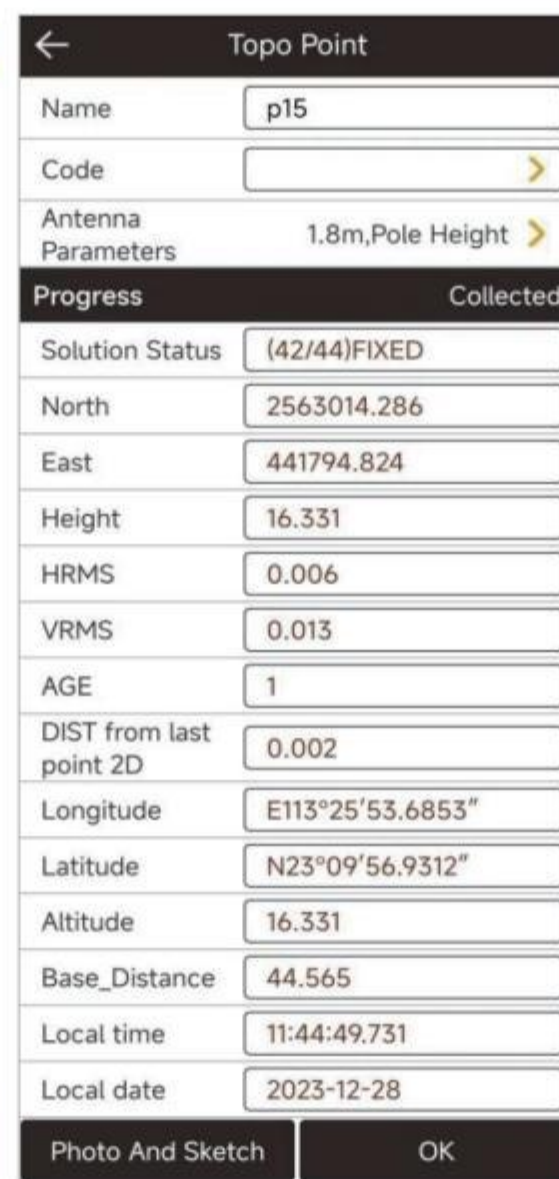 Topo Point
Name p15
Code
Antenna
Parameters 1.8m,Pole Height
Progress Collected
Solution Status (42/44)FIXED
North 2563014.286
East 441794.824
Height 16.331
HRMS 0.006
VRMS 0.013
AGE 1
DIST from last
point 2D 0.002
Longitude E113°25'53.6853"
Latitude N23°09'56.9312"
Altitude 16.331
Base_Distance 44.565
Local time 11:44:49.731
Local date 2023-12-28
Photo And Sketch OK